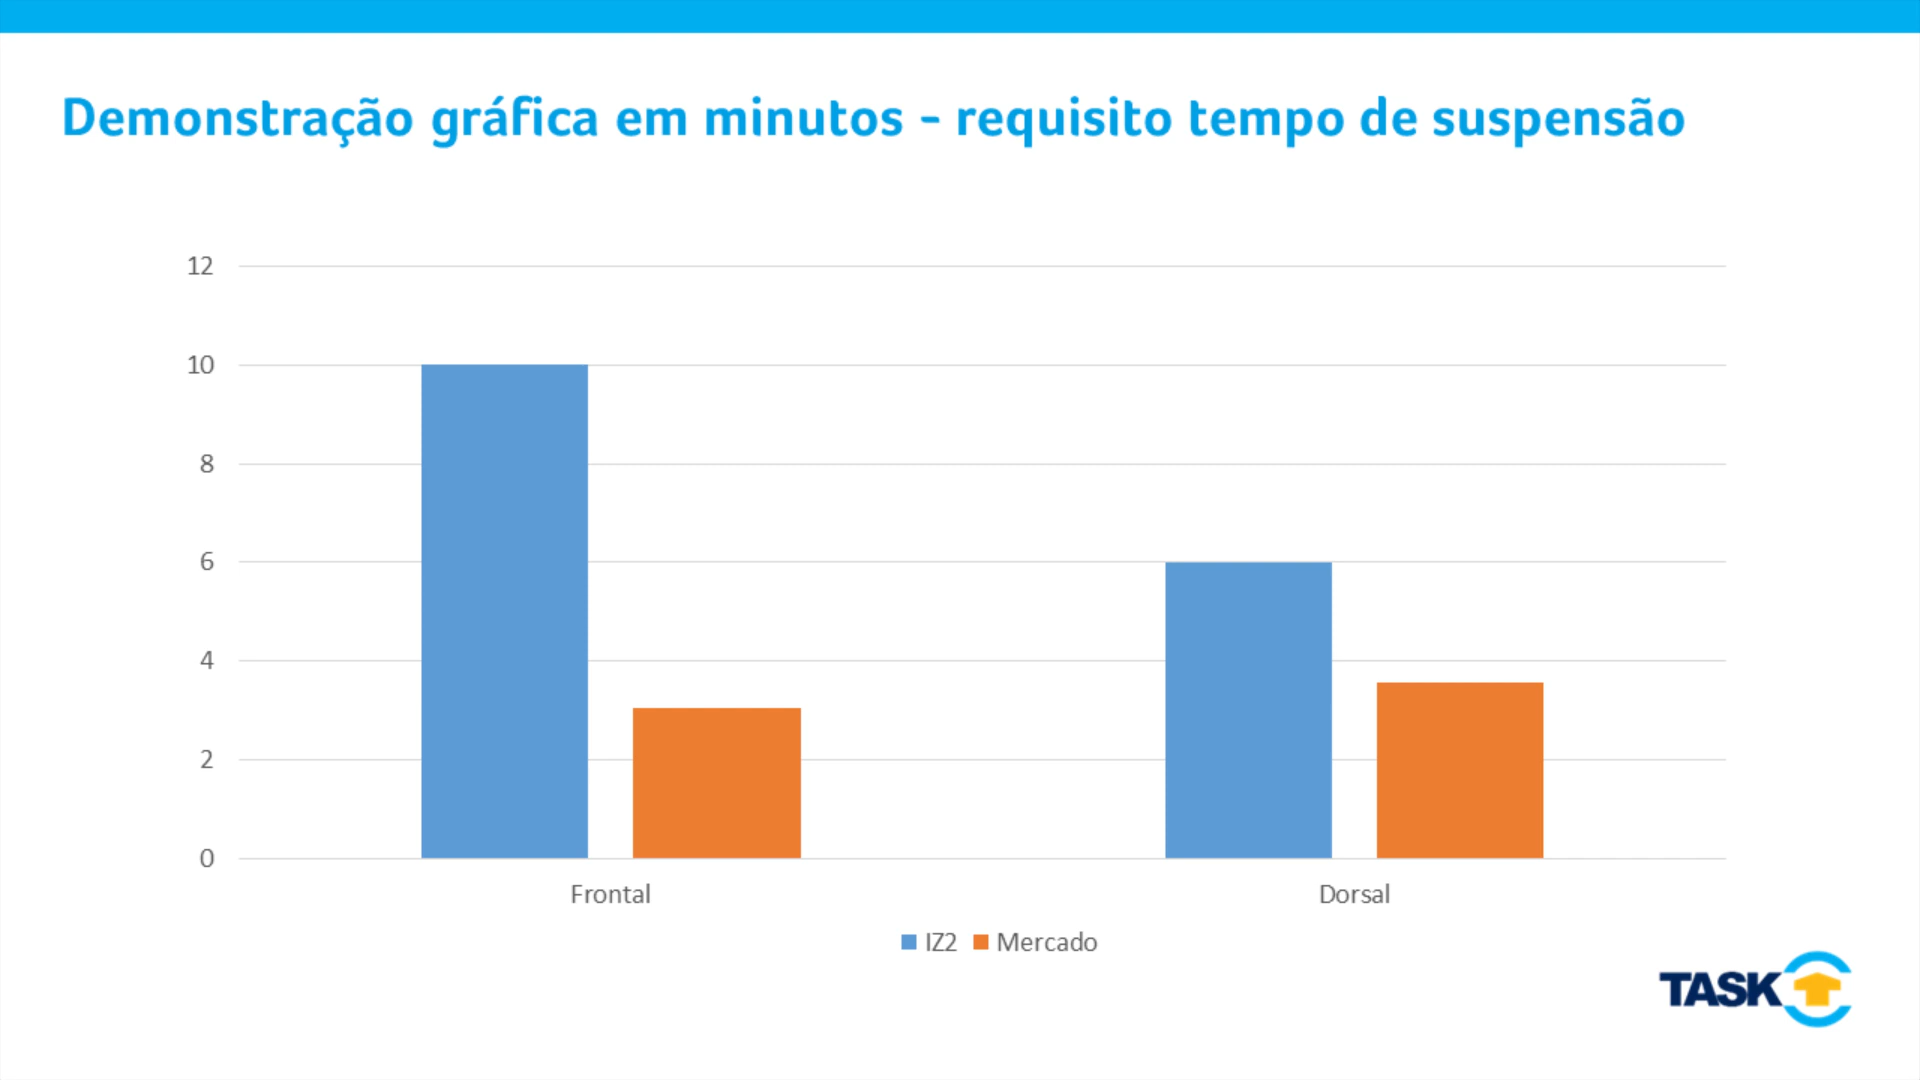 Demonstração gráfica em minutos - requisito tempo de suspensão
12
10
8
6
4
2
0
Frontal Dorsal
IZ2 Mercado
TASK